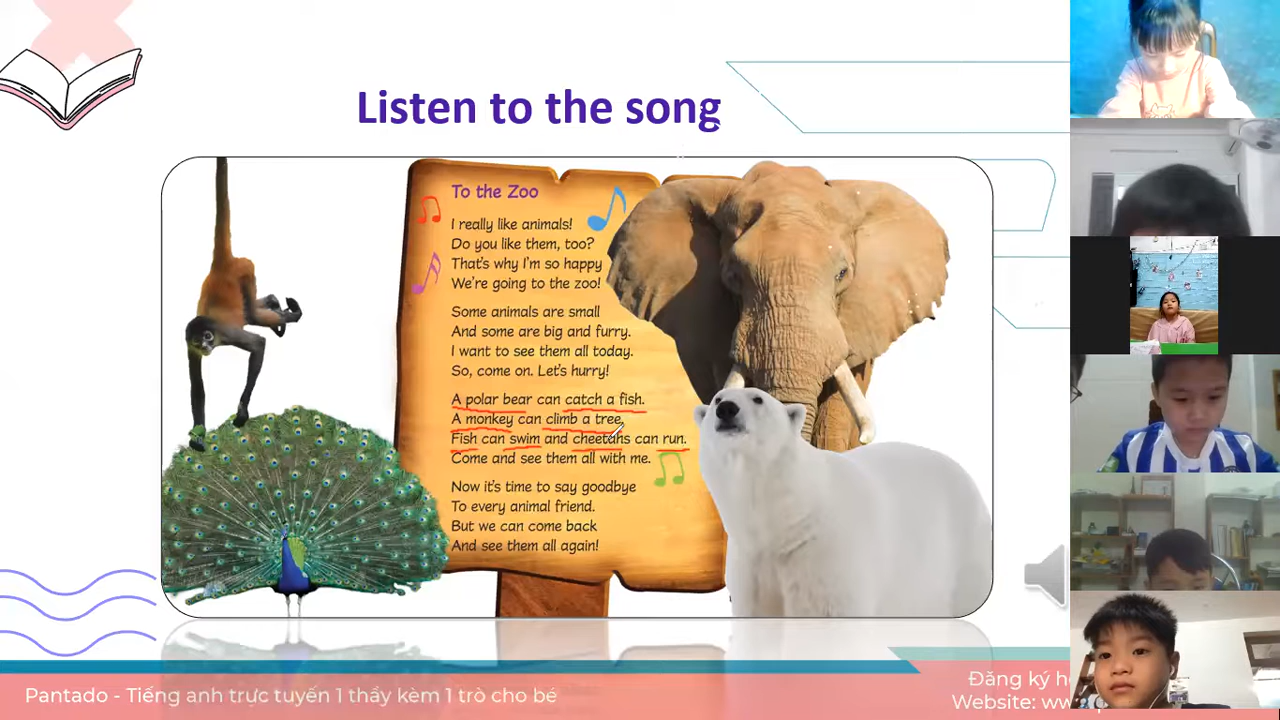 Listen to the song
To the Zoo
I really like animals!
Do you like them, too?
That's why I'm so happy
We're going to the zoo!
Some animals are small
And some are big and furry.
I want to see them all today.
So, come on. Let's hurry!
A polar bear can catch a fish.
A monkey can climb a tree.
Fish can swim and cheetahs can run.
Come and see them all with me.
Now it's time to say goodbye
To every animal friend.
But we can come back
And see them all again!
Pantado - Tiếng anh trực tuyến 1 thầy kèm 1 trò cho bé
Đăng ký
Website: